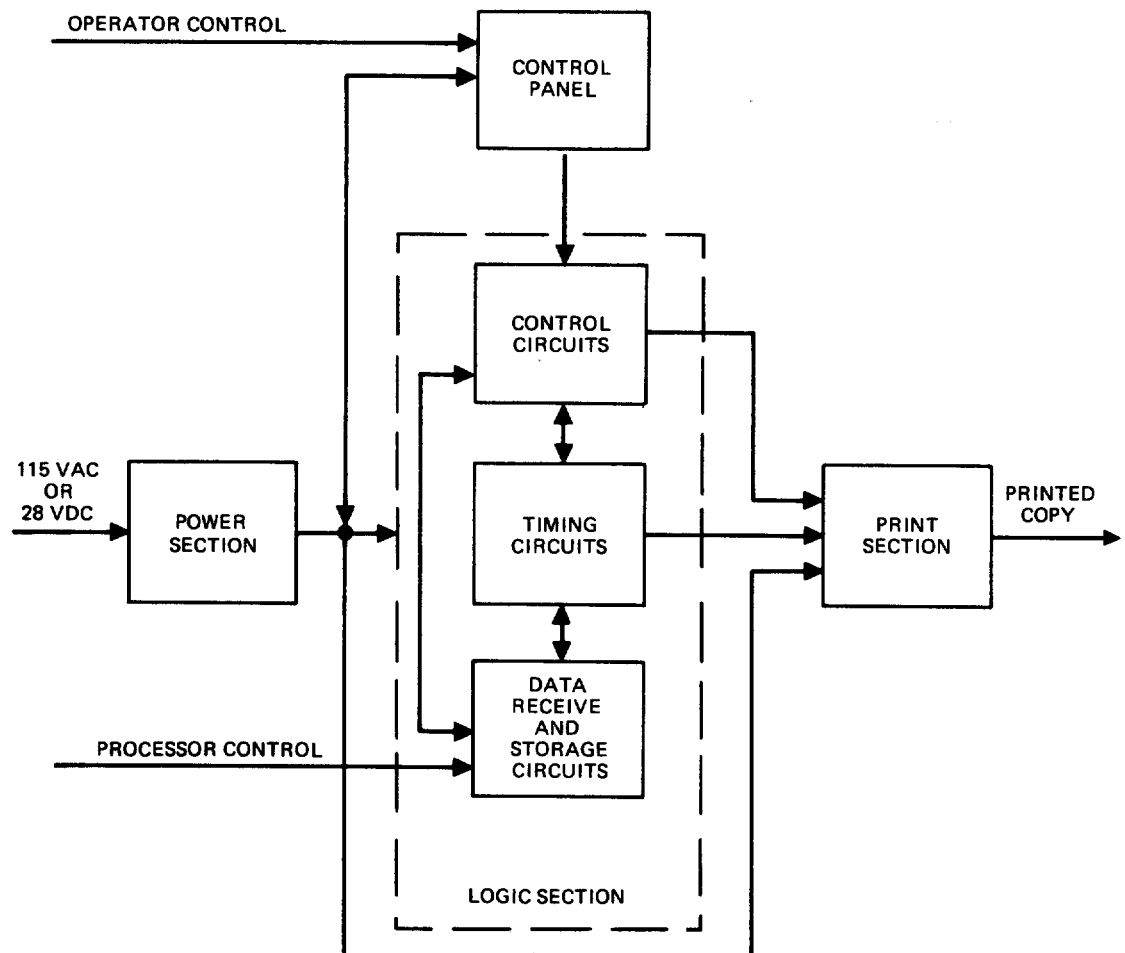 OPERATOR CONTROL
CONTROL
PANEL
CONTROL
CIRCUITS
115 VAC
OR
28 VDC
POWER
SECTION
TIMING
CIRCUITS
PRINT
SECTION
PRINTED
COPY
DATA
RECEIVE
AND
STORAGE
CIRCUITS
PROCESSOR CONTROL
LOGIC SECTION